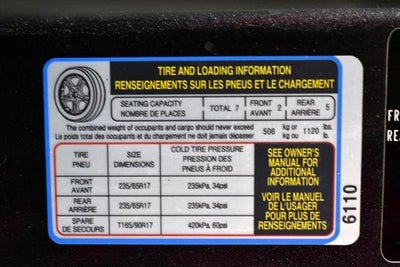 TIRE AND LOADING INFORMATION
RENSEIGNEMENTS SUR LES PNEUS ET LE CHARGEMENT
SEATING CAPACITY
NOMBRE DE PLACES
TOTAL 7
FRONT
AVANT 2
REAR
ARRIÈRE 5
The combined weight of occupants and cargo should never exceed
Le poids total des occupants et du chargement ne doit jamais dépasser
506 kg or
kg ou
1120 lbs.
lb.
TIRE
PNEU
SIZE
DIMENSIONS
COLD TIRE PRESSURE
PRESSION DES
PNEUS À FROID
FRONT
AVANT
235/65R17
235kPa, 34psi
REAR
ARRIÈRE
235/65R17
235kPa, 34psi
SPARE
DE SECOURS
T165/90R17
420kPa, 60psi
SEE OWNER'S
MANUAL FOR
ADDITIONAL
INFORMATION
VOIR LE MANUEL
DE L'USAGER
POUR PLUS DE
RENSEIGNEMENTS
6110